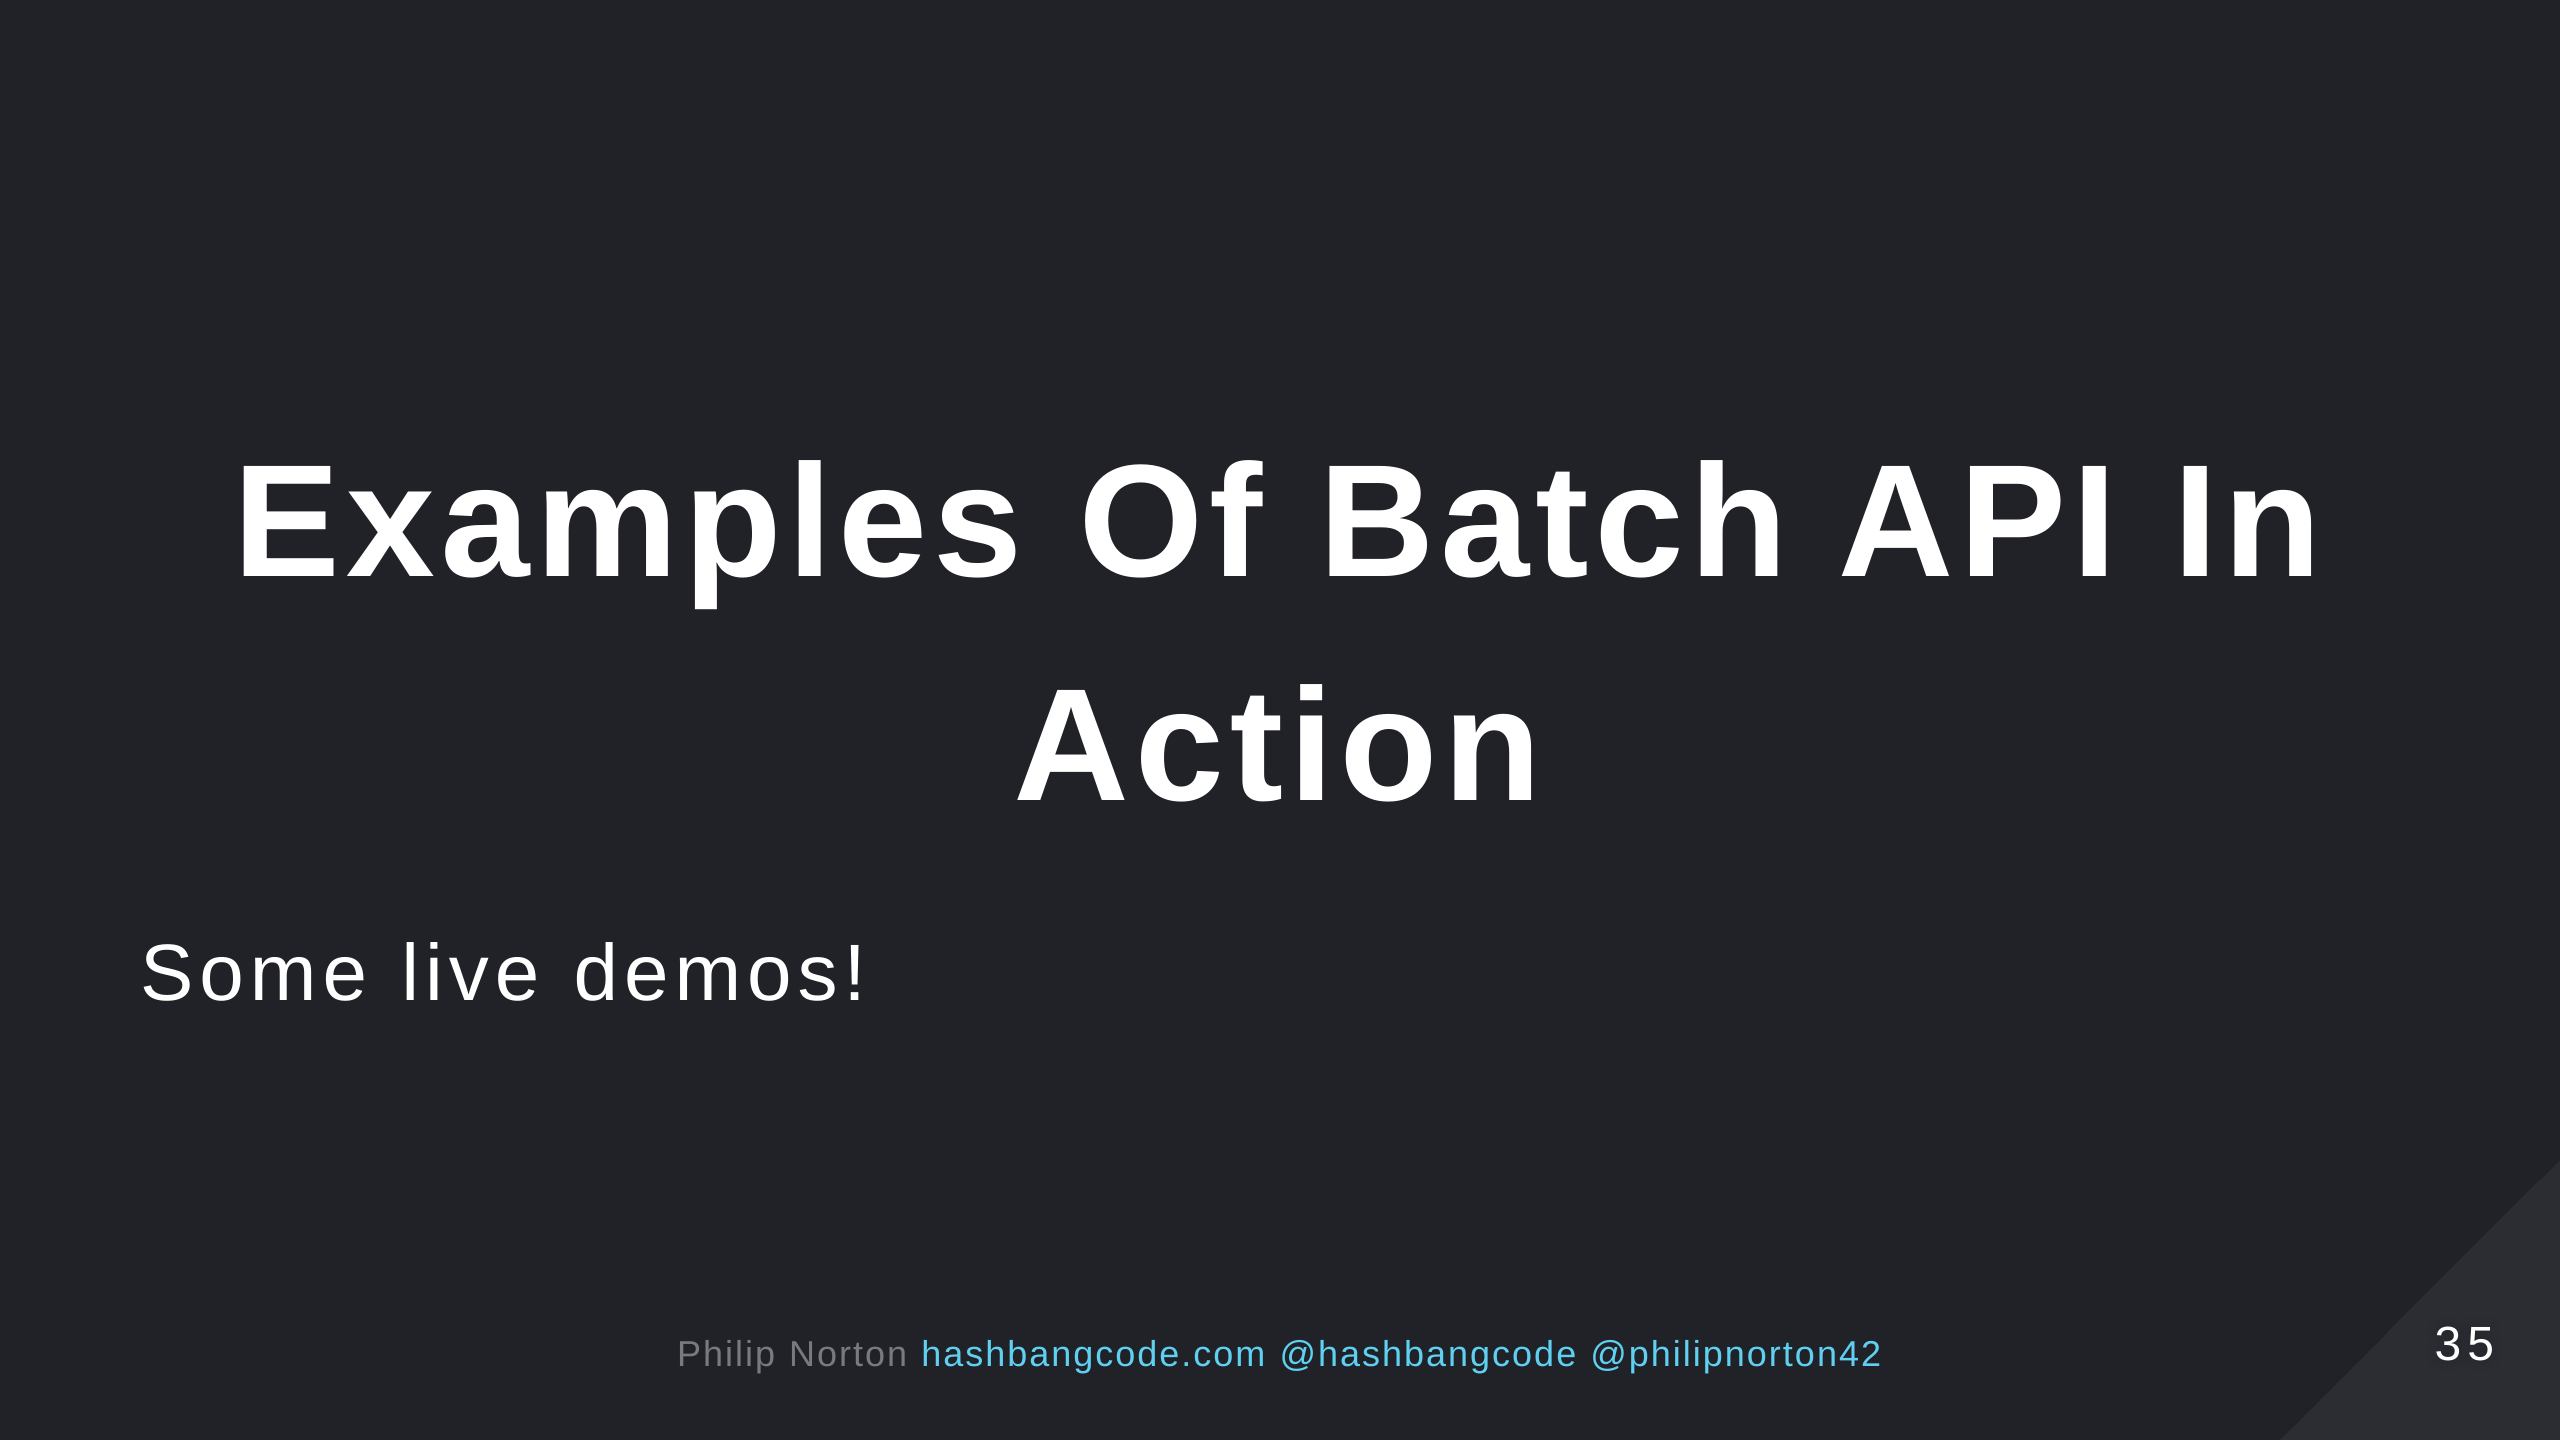 Examples Of Batch API In
Action
Some live demos!
Philip Norton hashbangcode.com @hashbangcode @philipnorton42
35